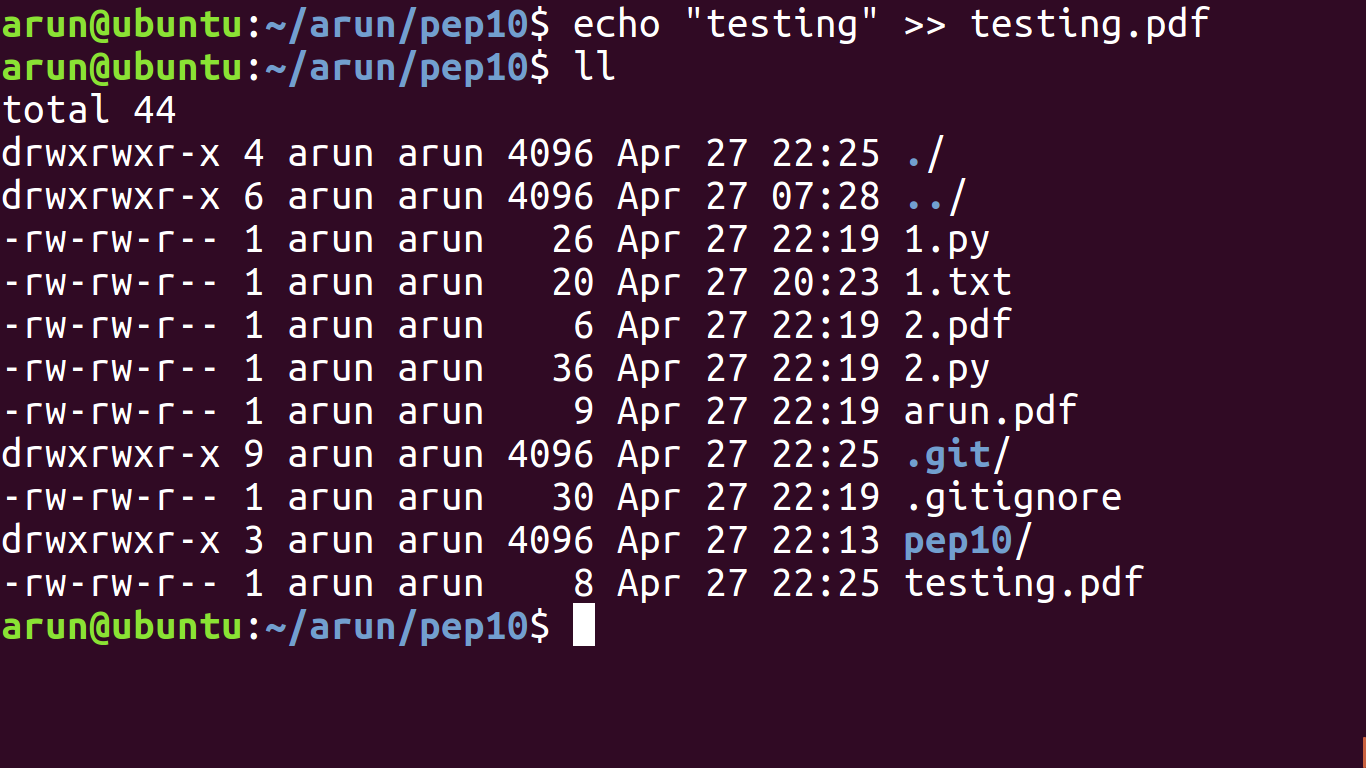 arun@ubuntu:~/arun/pep10$ echo "testing" >> testing.pdf
arun@ubuntu:~/arun/pep10$ ll
total 44
drwxrwxr-x 4 arun arun 4096 Apr 27 22:25 ./
drwxrwxr-x 6 arun arun 4096 Apr 27 07:28 ../
-rw-rw-r-- 1 arun arun   26 Apr 27 22:19 1.py
-rw-rw-r-- 1 arun arun   20 Apr 27 20:23 1.txt
-rw-rw-r-- 1 arun arun    6 Apr 27 22:19 2.pdf
-rw-rw-r-- 1 arun arun   36 Apr 27 22:19 2.py
-rw-rw-r-- 1 arun arun    9 Apr 27 22:19 arun.pdf
drwxrwxr-x 9 arun arun 4096 Apr 27 22:25 .git/
-rw-rw-r-- 1 arun arun   30 Apr 27 22:19 .gitignore
drwxrwxr-x 3 arun arun 4096 Apr 27 22:13 pep10/
-rw-rw-r-- 1 arun arun    8 Apr 27 22:25 testing.pdf
arun@ubuntu:~/arun/pep10$